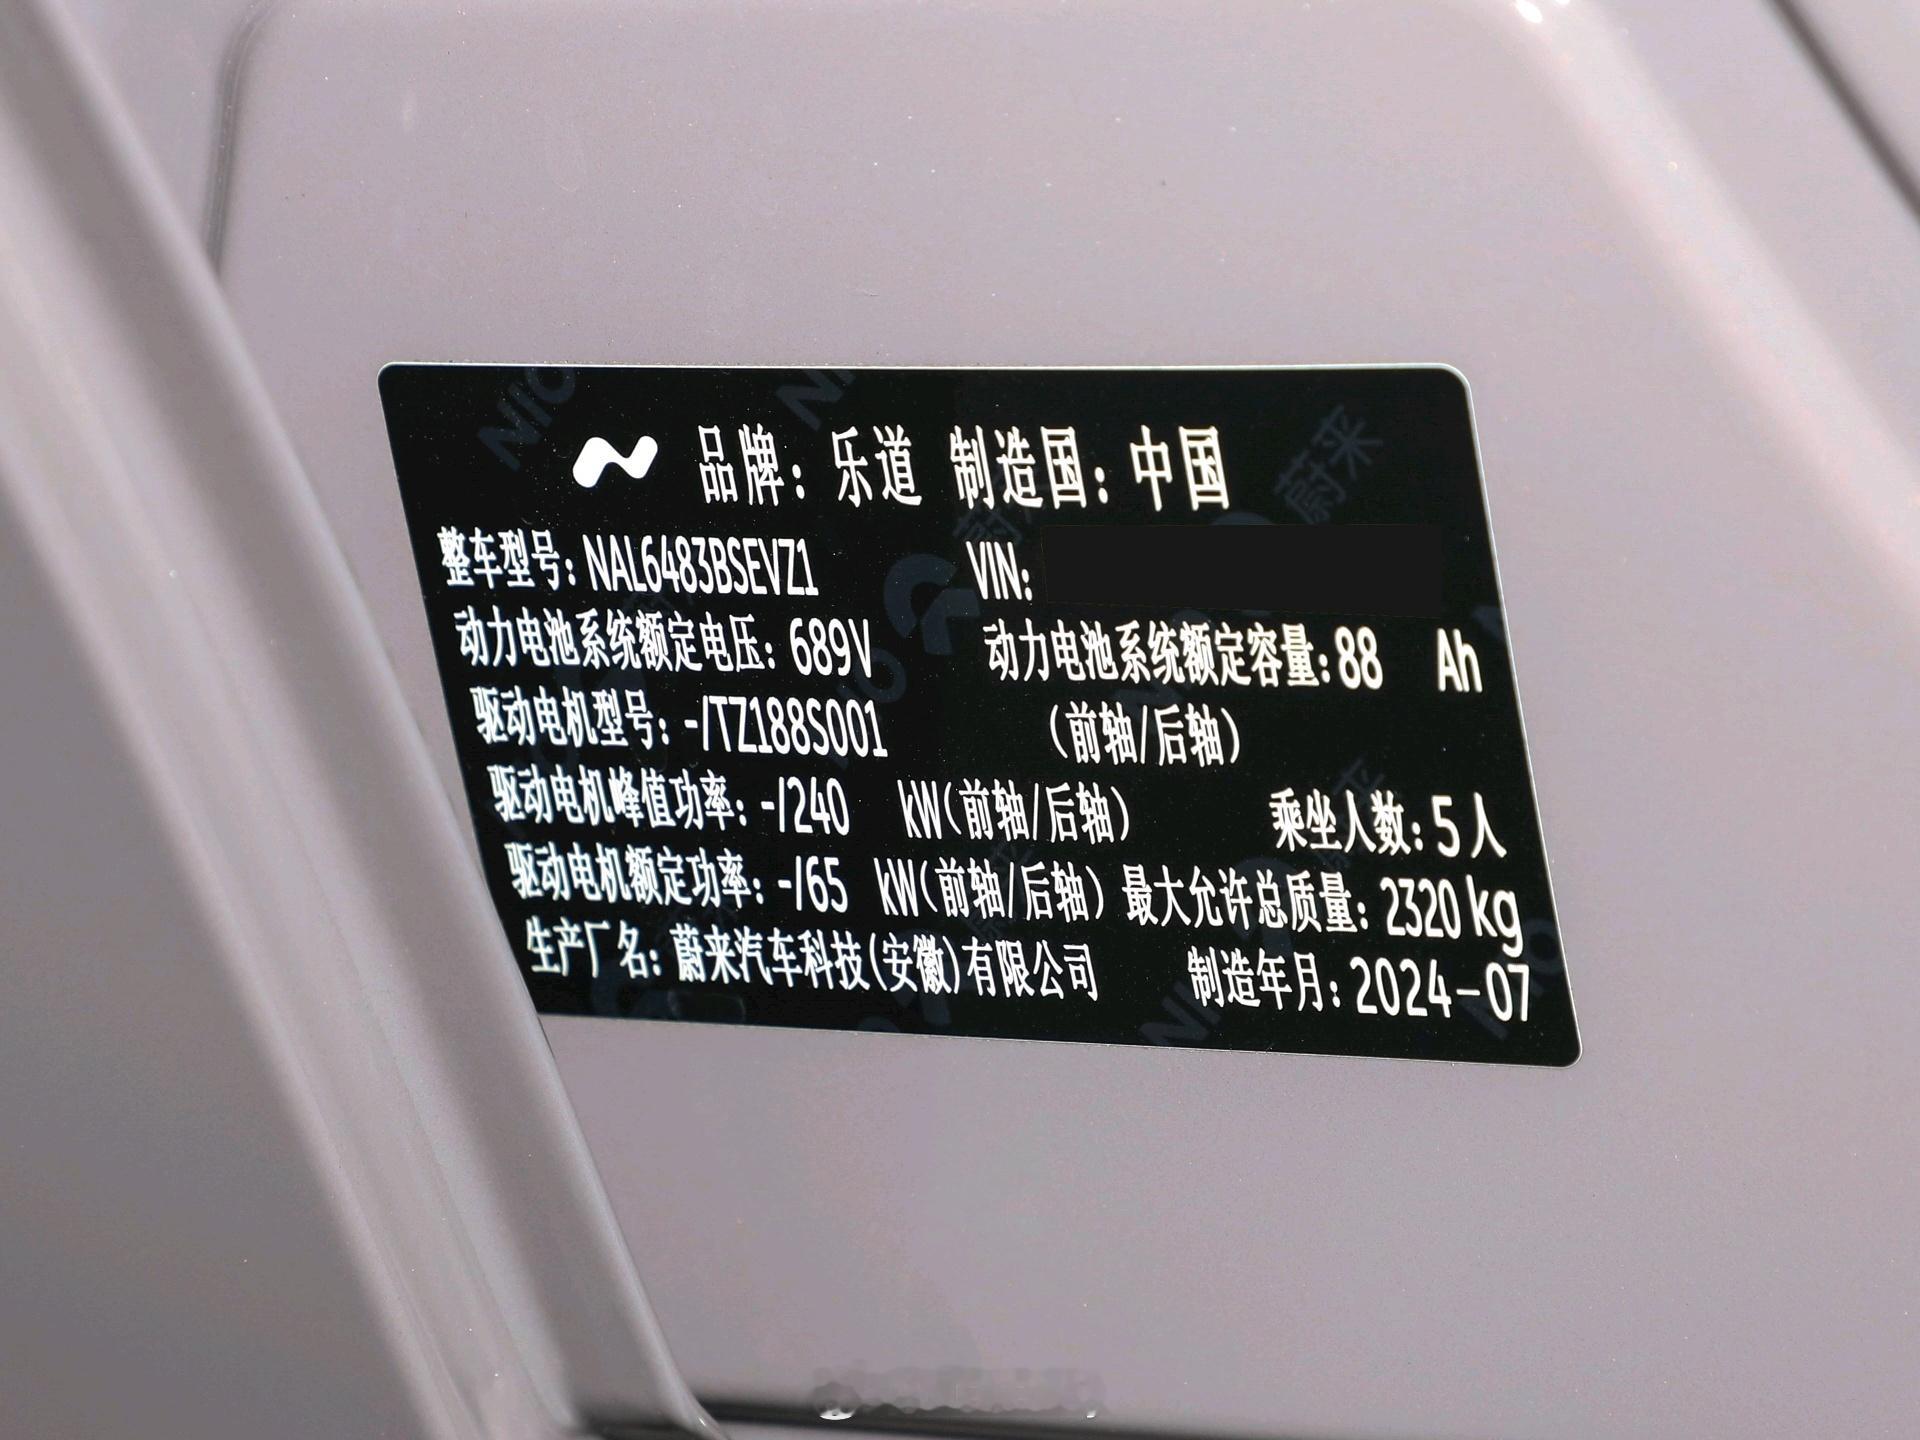 品牌：乐道 制造国：中国
整车型号：NAL6483BSEVZ1 VIN:
动力电池系统额定电压：689V 动力电池系统额定容量：88 Ah
驱动电机型号：-/TZ188S001 （前轴/后轴）
驱动电机峰值功率：-/240 kW（前轴/后轴） 乘坐人数：5人
驱动电机额定功率：-/65 kW（前轴/后轴）最大允许总质量：2320 kg
生产厂名：蔚来汽车科技(安徽)有限公司 制造年月：2024-07